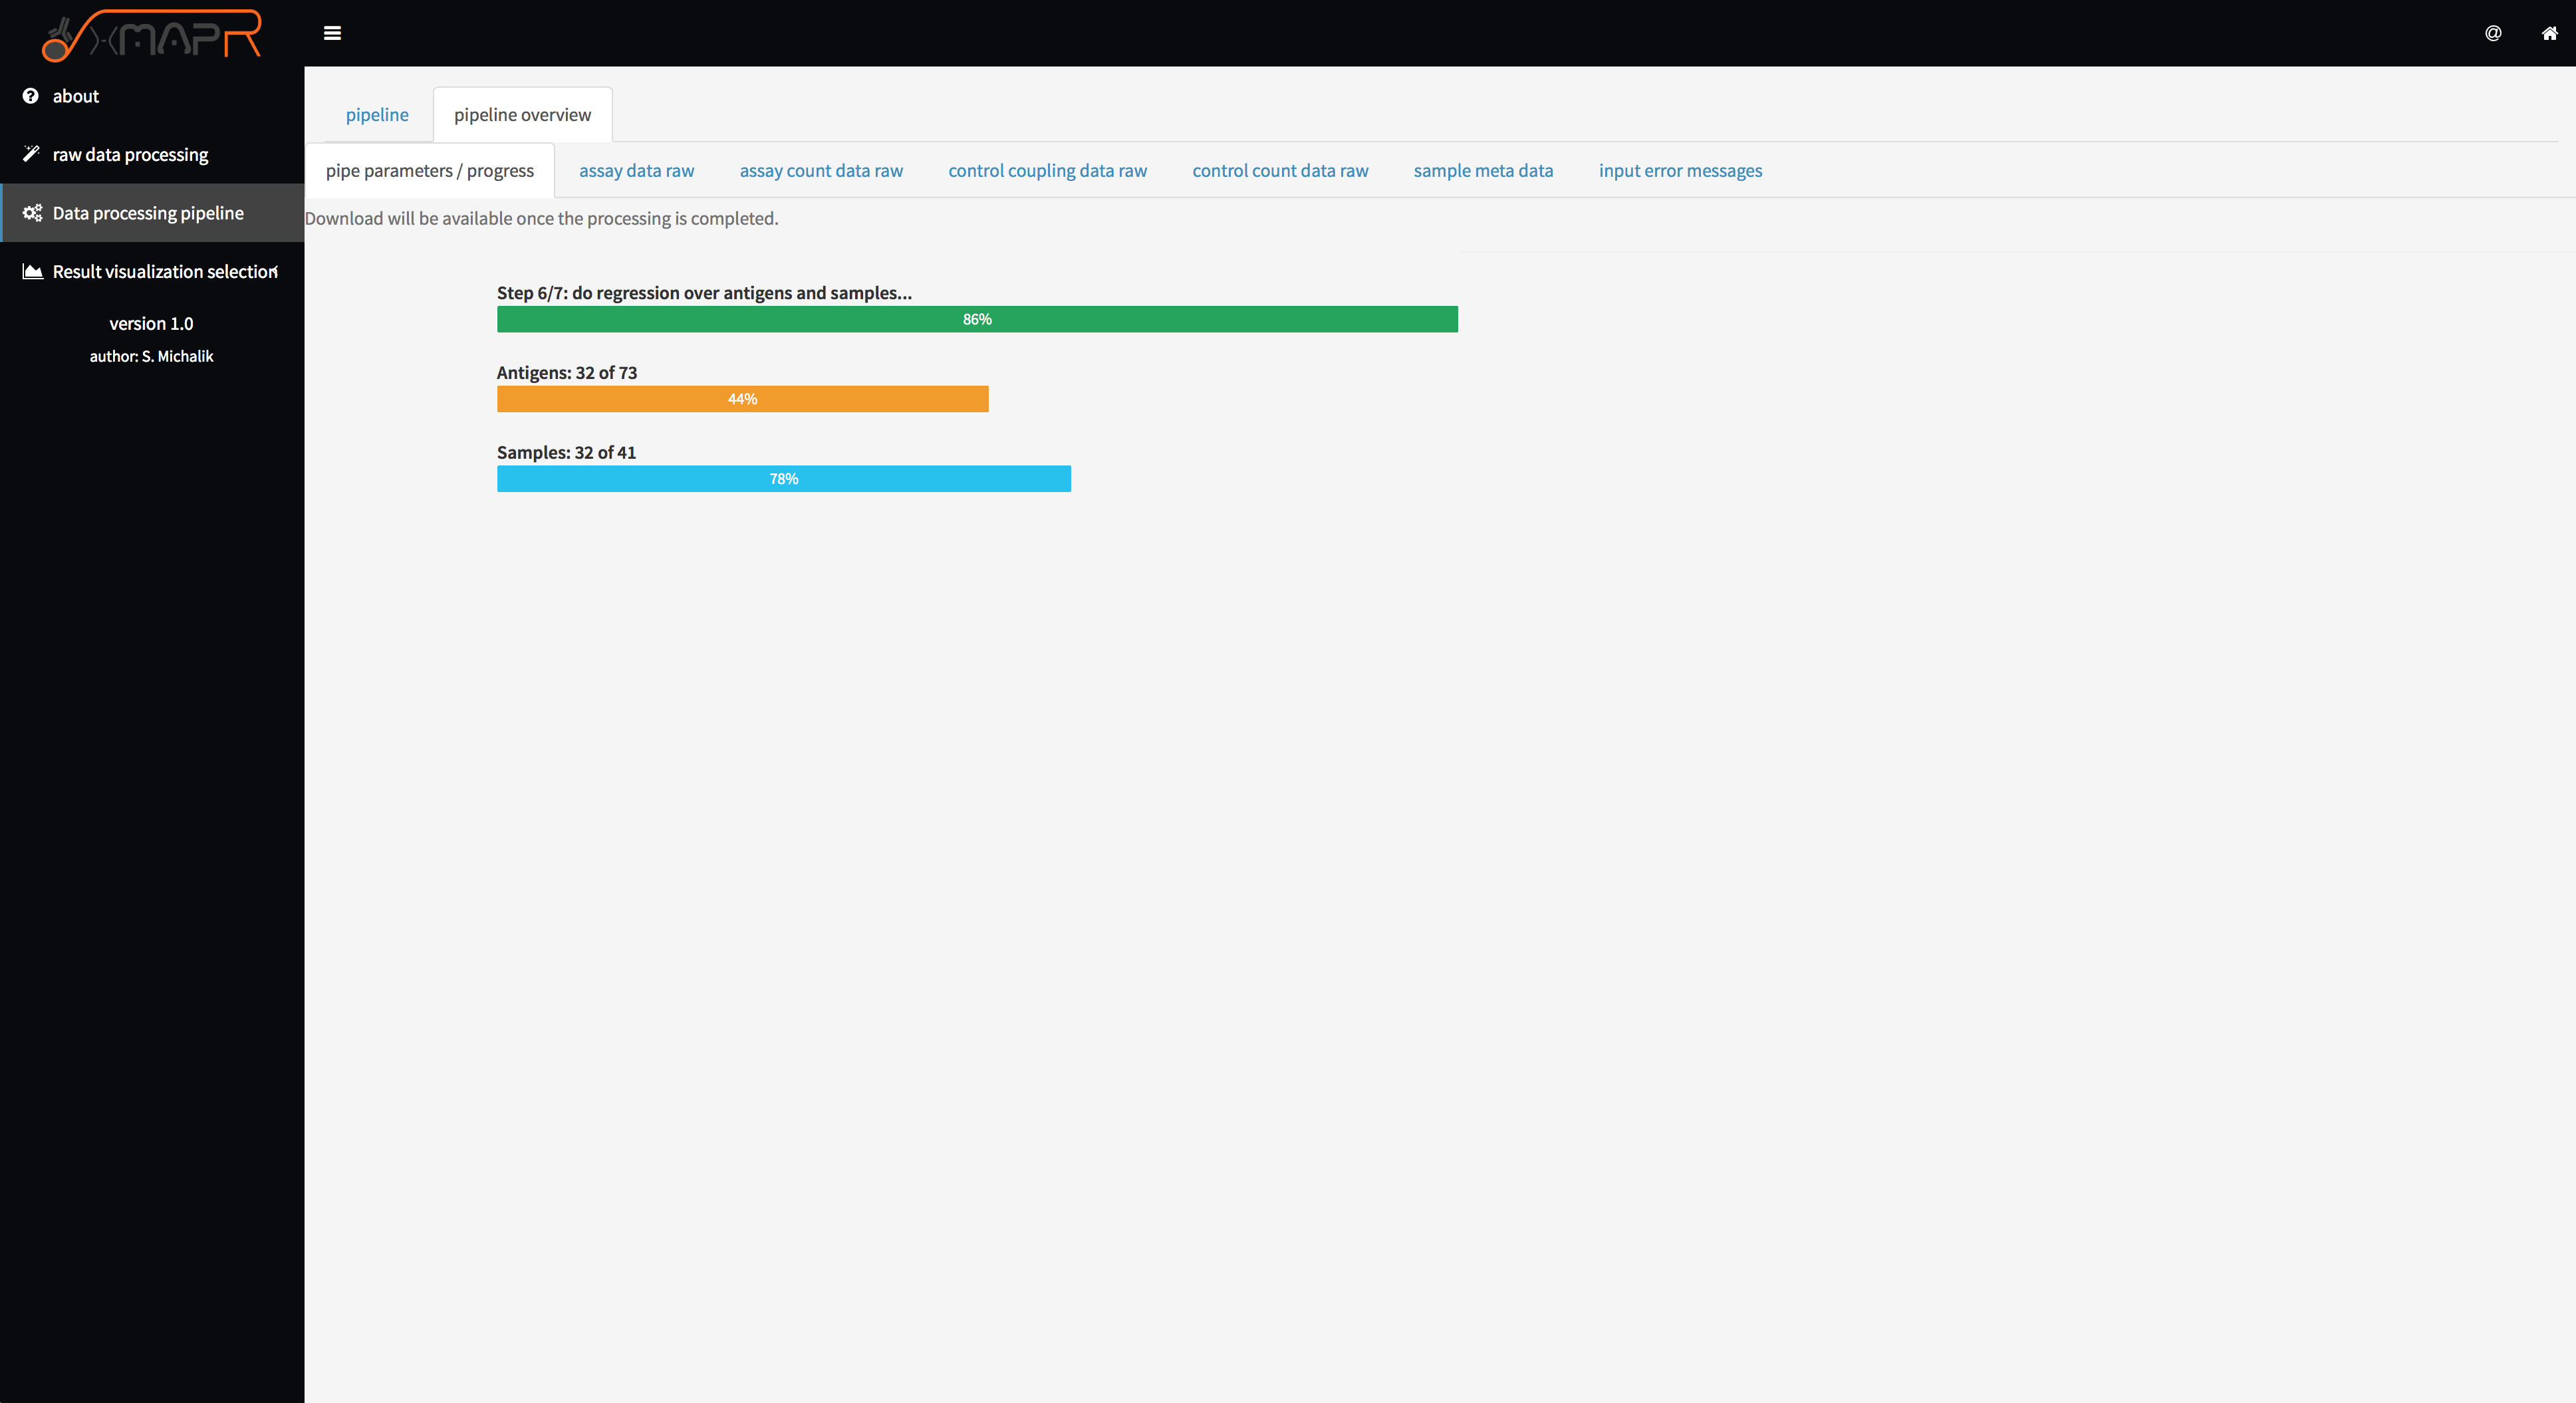 xMAPR
@
about
raw data processing
Data processing pipeline
Result visualization selection
version 1.0
author: S. Michalik
pipeline
pipeline overview
pipe parameters / progress
assay data raw
assay count data raw
control coupling data raw
control count data raw
sample meta data
input error messages
Download will be available once the processing is completed.
Step 6/7: do regression over antigens and samples...
86%
Antigens: 32 of 73
44%
Samples: 32 of 41
78%